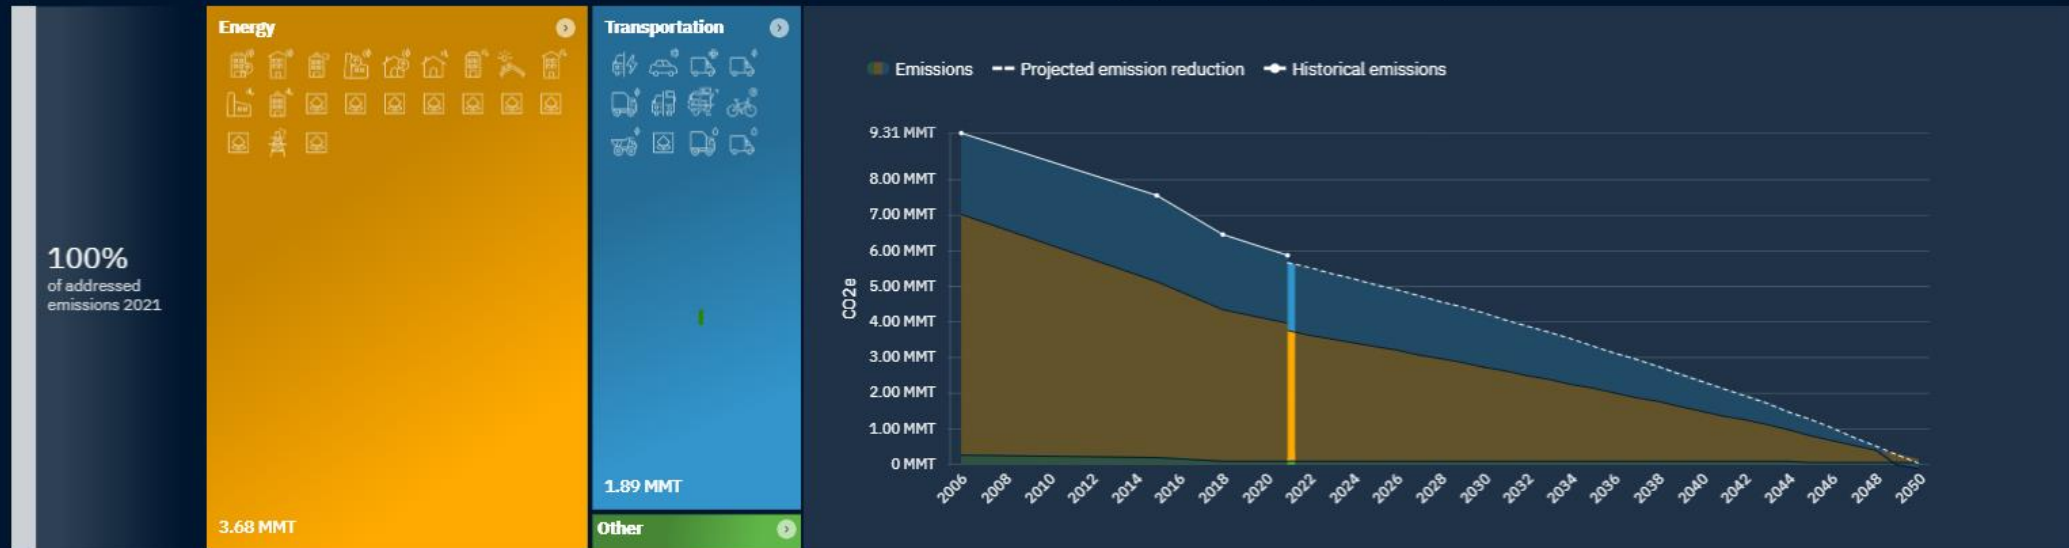 100%
of addressed
emissions 2021
Energy
3.68 MMT
Transportation
1.89 MMT
Other
Emissions
Projected emission reduction
Historical emissions
CO2e
9.31 MMT
8.00 MMT
7.00 MMT
6.00 MMT
5.00 MMT
4.00 MMT
3.00 MMT
2.00 MMT
1.00 MMT
0 MMT
2006 2008 2010 2012 2014 2016 2018 2020 2022 2024 2026 2028 2030 2032 2034 2036 2038 2040 2042 2044 2046 2048 2050